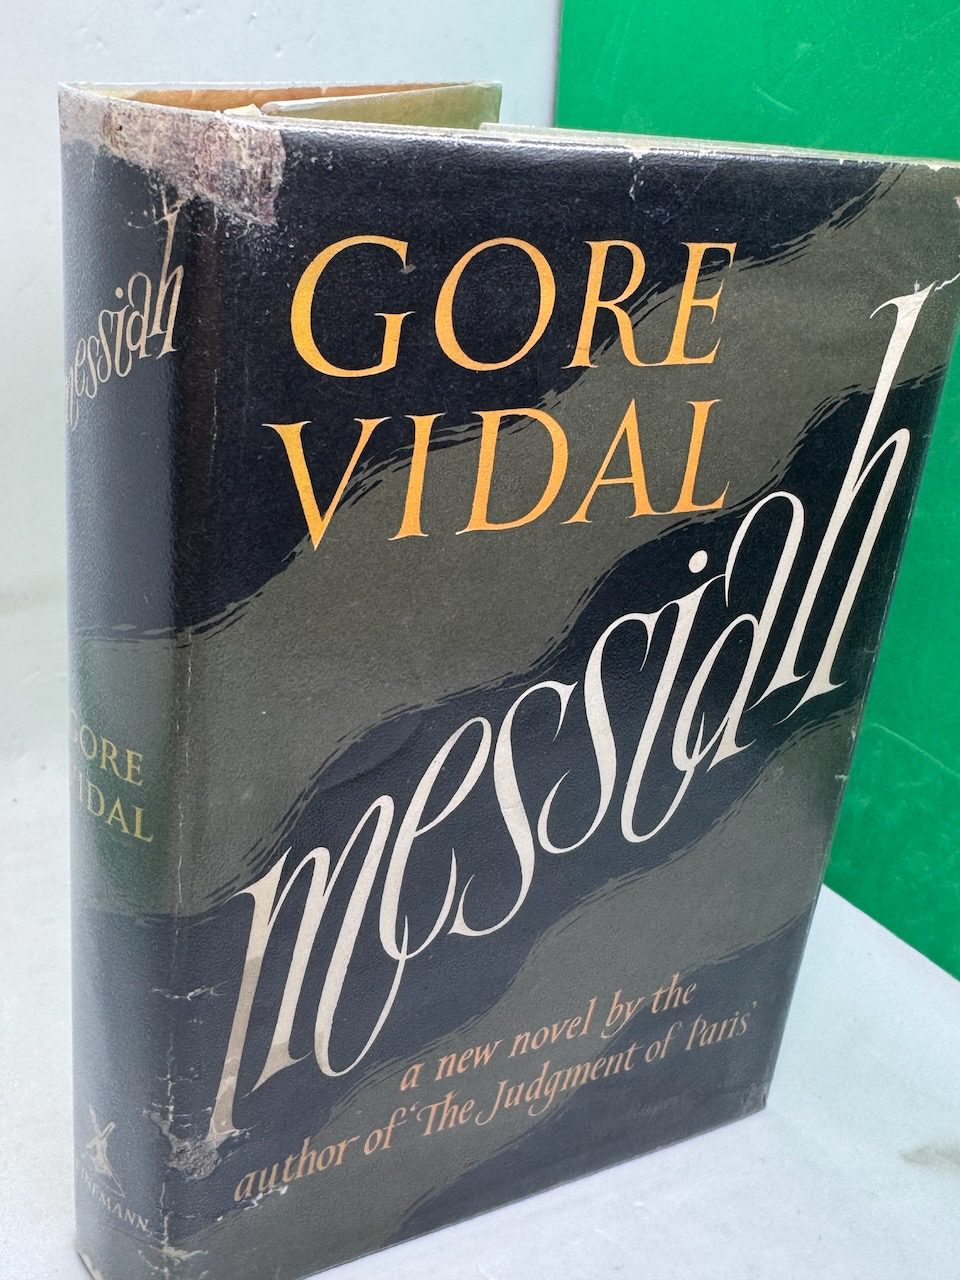 GORE
VIDAL
messiah
a new novel by the
author of 'The Judgment of Paris'
messiah
GORE
VIDAL